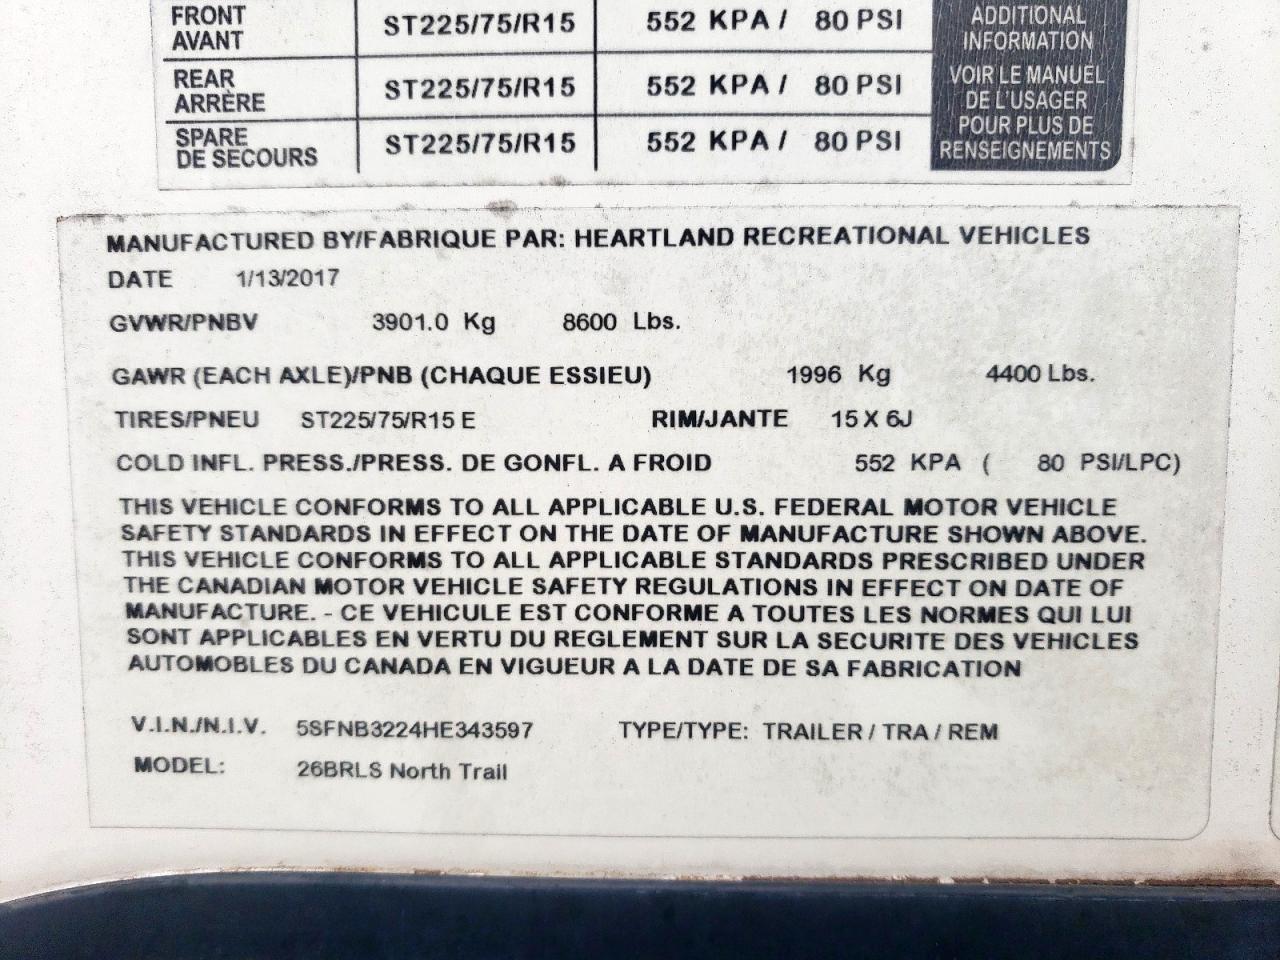 FRONT ST225/75/R15 552 KPA / 80 PSI ADDITIONAL
AVANT INFORMATION
REAR ST225/75/R15 552 KPA / 80 PSI VOIR LE MANUEL
ARRÈRE DE L'USAGER
SPARE ST225/75/R15 552 KPA / 80 PSI POUR PLUS DE
DE SECOURS RENSEIGNEMENTS
MANUFACTURED BY/FABRIQUE PAR: HEARTLAND RECREATIONAL VEHICLES
DATE 1/13/2017
GVWR/PNBV 3901.0 Kg 8600 Lbs.
GAWR (EACH AXLE)/PNB (CHAQUE ESSIEU) 1996 Kg 4400 Lbs.
TIRES/PNEU ST225/75/R15 E RIM/JANTE 15 X 6J
COLD INFL. PRESS./PRESS. DE GONFL. A FROID 552 KPA ( 80 PSI/LPC)
THIS VEHICLE CONFORMS TO ALL APPLICABLE U.S. FEDERAL MOTOR VEHICLE
SAFETY STANDARDS IN EFFECT ON THE DATE OF MANUFACTURE SHOWN ABOVE.
THIS VEHICLE CONFORMS TO ALL APPLICABLE STANDARDS PRESCRIBED UNDER
THE CANADIAN MOTOR VEHICLE SAFETY REGULATIONS IN EFFECT ON DATE OF
MANUFACTURE. - CE VEHICULE EST CONFORME A TOUTES LES NORMES QUI LUI
SONT APPLICABLES EN VERTU DU REGLEMENT SUR LA SECURITE DES VEHICLES
AUTOMOBLES DU CANADA EN VIGUEUR A LA DATE DE SA FABRICATION
V.I.N./N.I.V. 5SFNB3224HE343597 TYPE/TYPE: TRAILER / TRA / REM
MODEL: 26BRLS North Trail